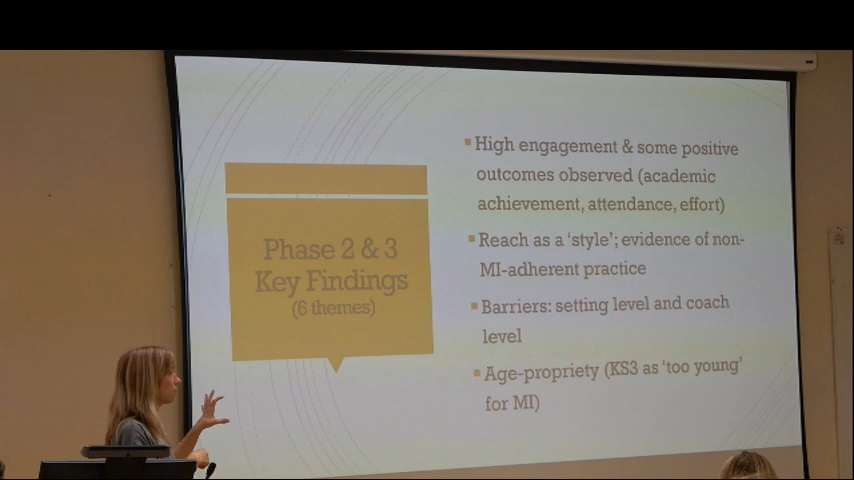 Phase 2 & 3
Key Findings
(6 themes)
▪ High engagement & some positive
outcomes observed (academic
achievement, attendance, effort)
▪ Reach as a ‘style’; evidence of non-
MI-adherent practice
▪ Barriers: setting level and coach
level
▪ Age-propriety (KS3 as ‘too young’
for MI)